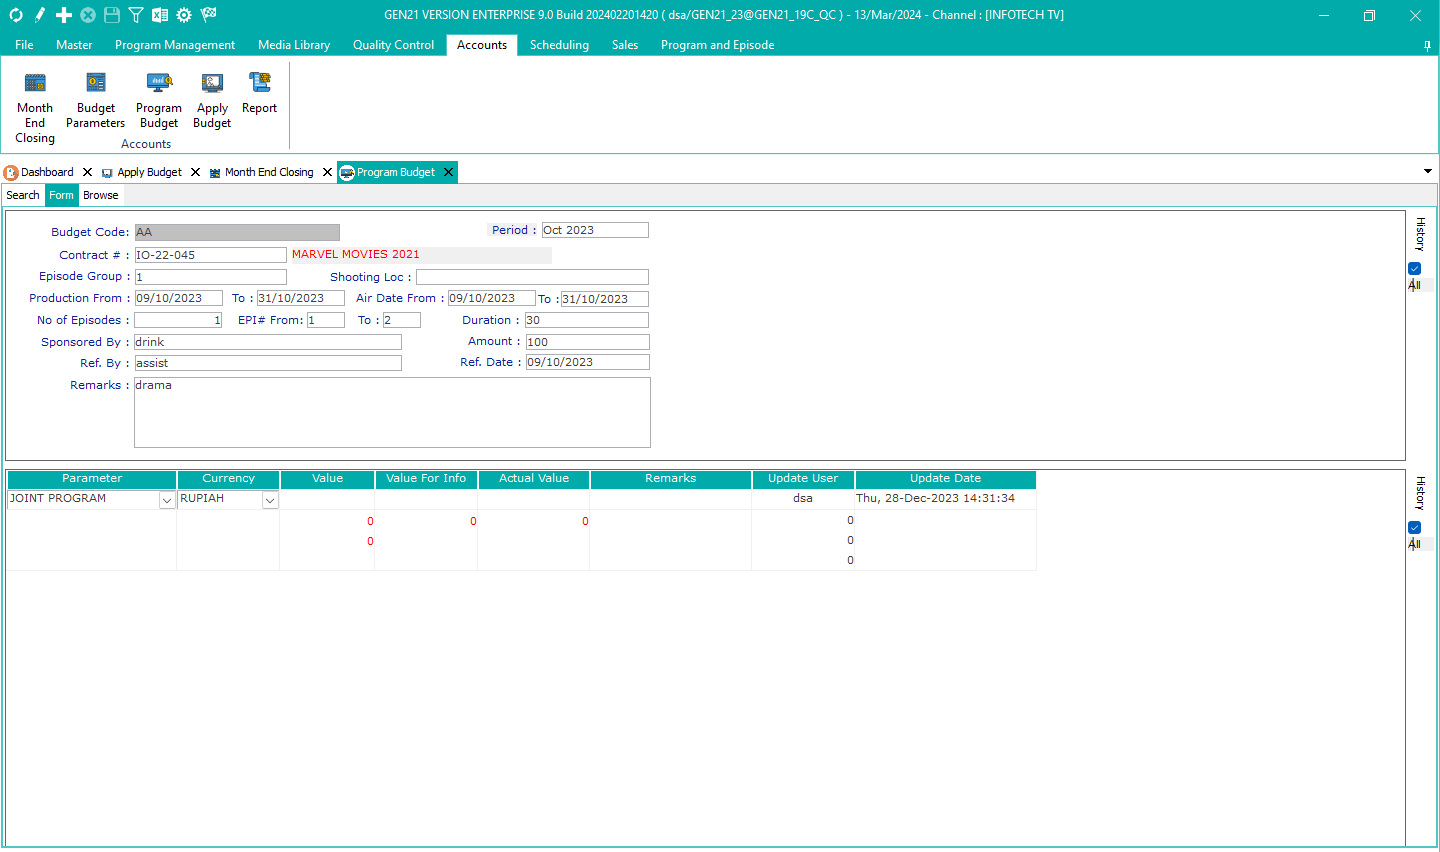 GEN21 VERSION ENTERPRISE 9.0 Build 202402201420 ( dsa/GEN21_23@GEN21_19C_QC ) - 13/Mar/2024 - Channel : [INFOTECH TV]
File Master Program Management Media Library Quality Control Accounts Scheduling Sales Program and Episode
Month End Closing
Budget Parameters
Program Budget
Apply Budget
Report
Accounts
Dashboard Apply Budget Month End Closing Program Budget
Search Form Browse
Budget Code: AA Period : Oct 2023
Contract # : IO-22-045 MARVEL MOVIES 2021
Episode Group : 1 Shooting Loc :
Production From : 09/10/2023 To : 31/10/2023 Air Date From : 09/10/2023 To : 31/10/2023
No of Episodes : 1 EPI# From: 1 To : 2 Duration : 30
Sponsored By : drink Amount : 100
Ref. By : assist Ref. Date : 09/10/2023
Remarks : drama
History
All
Parameter Currency Value Value For Info Actual Value Remarks Update User Update Date
JOINT PROGRAM RUPIAH dsa Thu, 28-Dec-2023 14:31:34
0 0 0 0
0 0
0
History
All